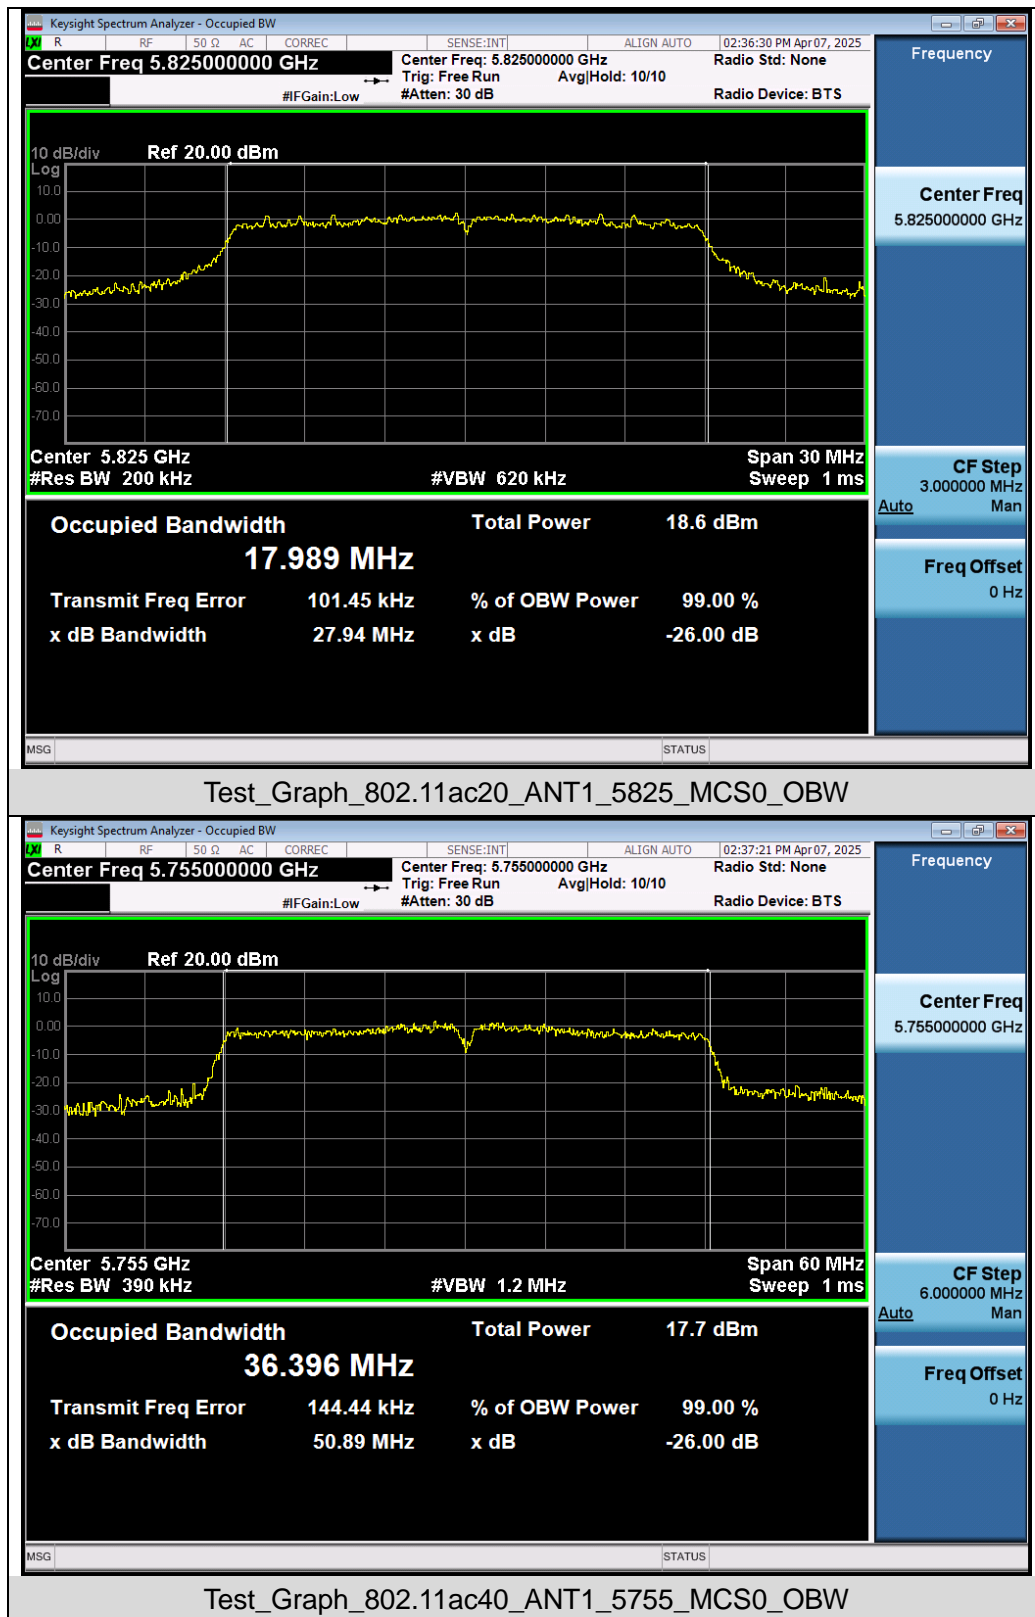 Keysight Spectrum Analyzer - Occupied BW
LXI R RF 50 Ω AC CORREC SENSE:INT ALIGN AUTO 02:36:30 PM Apr 07, 2025
Center Freq 5.825000000 GHz
Center Freq: 5.825000000 GHz
Radio Std: None
Trig: Free Run Avg|Hold: 10/10
#IFGain:Low
#Atten: 30 dB
Radio Device: BTS
10 dB/div Ref 20.00 dBm
Log
10.0
0.00
-10.0
-20.0
-30.0
-40.0
-50.0
-60.0
-70.0
Center 5.825 GHz Span 30 MHz
#Res BW 200 kHz #VBW 620 kHz Sweep 1 ms
Occupied Bandwidth Total Power 18.6 dBm
17.989 MHz
Transmit Freq Error 101.45 kHz % of OBW Power 99.00 %
x dB Bandwidth 27.94 MHz x dB -26.00 dB
Frequency
Center Freq
5.825000000 GHz
CF Step
3.000000 MHz
Auto Man
Freq Offset
0 Hz
MSG STATUS
Test_Graph_802.11ac20_ANT1_5825_MCS0_OBW
Keysight Spectrum Analyzer - Occupied BW
LXI R RF 50 Ω AC CORREC SENSE:INT ALIGN AUTO 02:37:21 PM Apr 07, 2025
Center Freq 5.755000000 GHz
Center Freq: 5.755000000 GHz
Radio Std: None
Trig: Free Run Avg|Hold: 10/10
#IFGain:Low
#Atten: 30 dB
Radio Device: BTS
10 dB/div Ref 20.00 dBm
Log
10.0
0.00
-10.0
-20.0
-30.0
-40.0
-50.0
-60.0
-70.0
Center 5.755 GHz Span 60 MHz
#Res BW 390 kHz #VBW 1.2 MHz Sweep 1 ms
Occupied Bandwidth Total Power 17.7 dBm
36.396 MHz
Transmit Freq Error 144.44 kHz % of OBW Power 99.00 %
x dB Bandwidth 50.89 MHz x dB -26.00 dB
Frequency
Center Freq
5.755000000 GHz
CF Step
6.000000 MHz
Auto Man
Freq Offset
0 Hz
MSG STATUS
Test_Graph_802.11ac40_ANT1_5755_MCS0_OBW